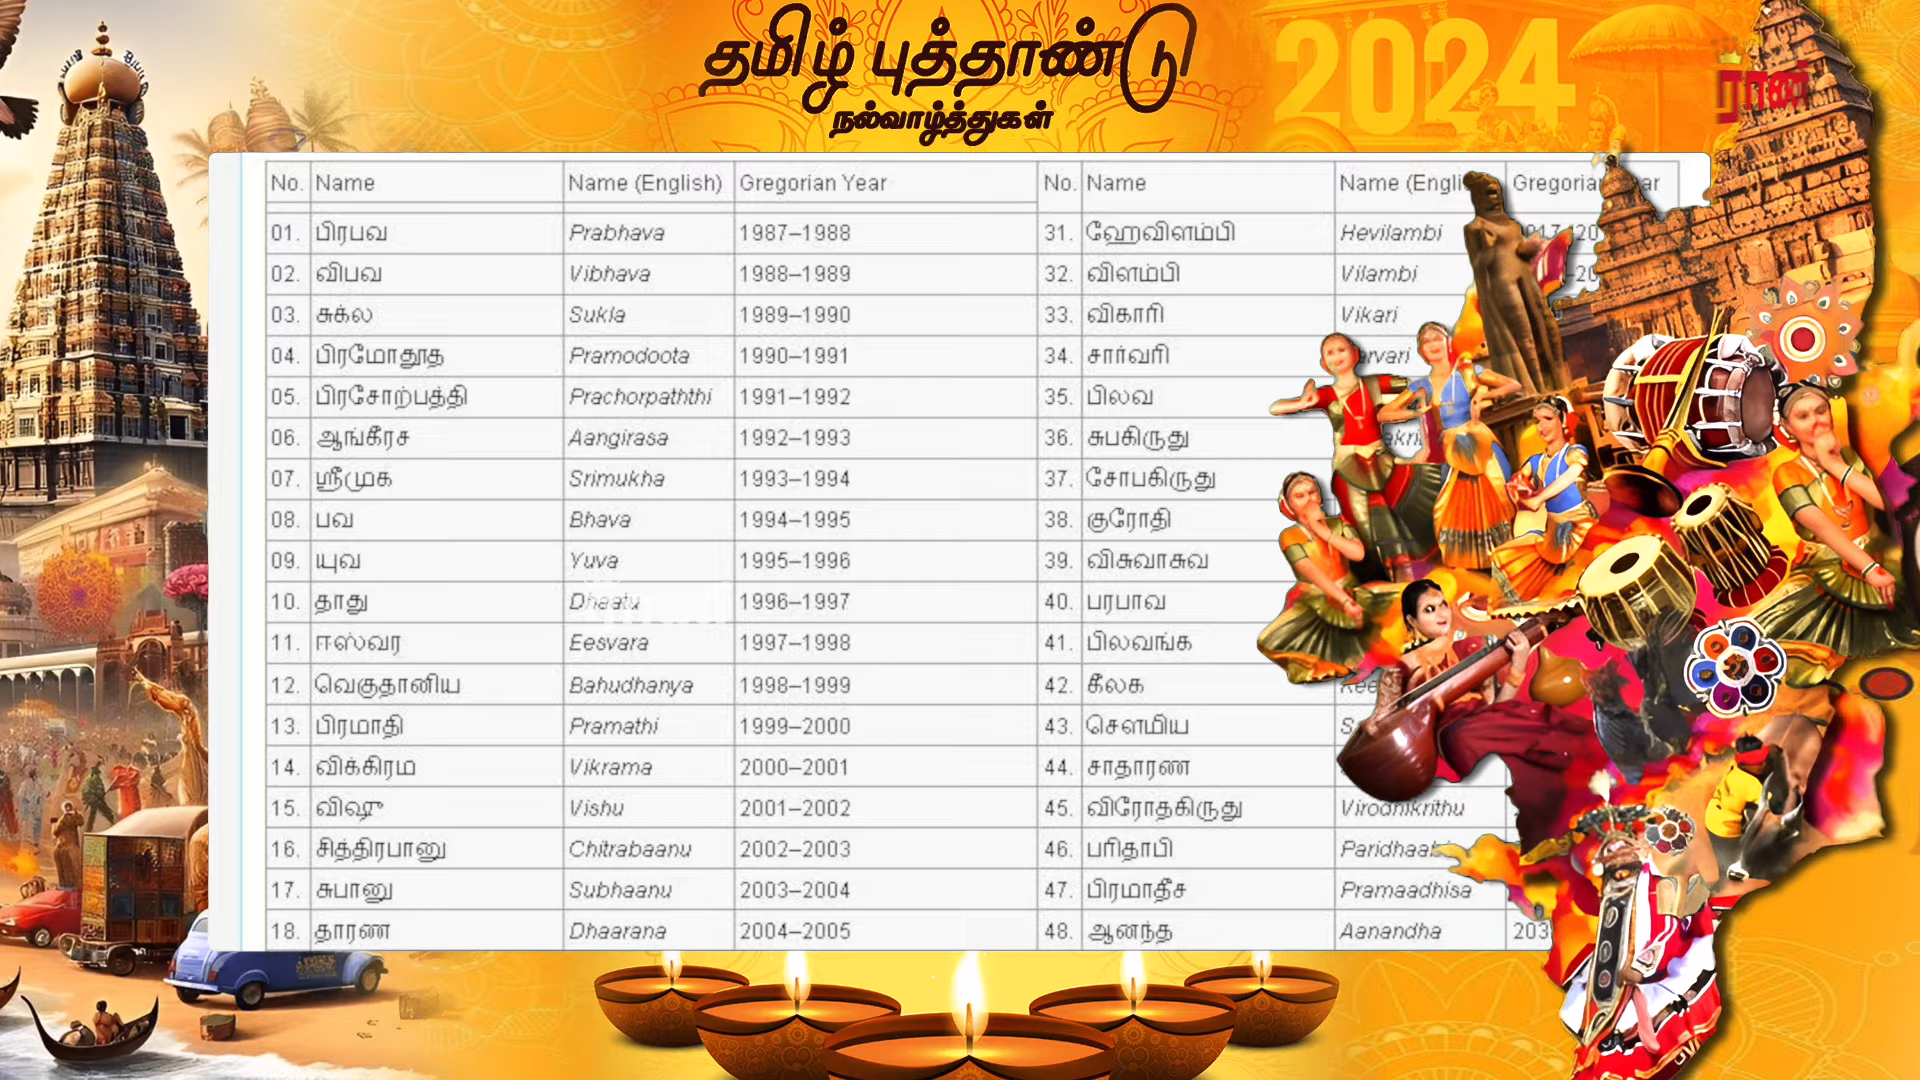 தமிழ் புத்தாண்டு
நல்வாழ்த்துகள்
2024
ராணி
No. Name Name (English) Gregorian Year No. Name Name (Engli Gregorian
01. பிரபவ Prabhava 1987–1988 31. ஹேவிளம்பி Hevilambi
02. விபவ Vibhava 1988–1989 32. விளம்பி Vilambi
03. சுக்ல Sukla 1989–1990 33. விகாரி Vikari
04. பிரமோதூத Pramodoota 1990–1991 34. சார்வரி
05. பிரசோற்பத்தி Prachorpaththi 1991–1992 35. பிலவ
06. ஆங்கீரச Aangirasa 1992–1993 36. சுபகிருது
07. ஸ்ரீமுக Srimukha 1993–1994 37. சோபகிருது
08. பவ Bhava 1994–1995 38. குரோதி
09. யுவ Yuva 1995–1996 39. விசுவாசுவ
10. தாது Dhaatu 1996–1997 40. பரபாவ
11. ஈஸ்வர Eesvara 1997–1998 41. பிலவங்க
12. வெகுதானிய Bahudhanya 1998–1999 42. கீலக
13. பிரமாதி Pramathi 1999–2000 43. சௌமிய
14. விக்கிரம Vikrama 2000–2001 44. சாதாரண
15. விஷு Vishu 2001–2002 45. விரோதகிருது Virodhikrithu
16. சித்திரபானு Chitrabaanu 2002–2003 46. பரிதாபி
17. சுபானு Subhaanu 2003–2004 47. பிரமாதீச Pramaadhisa
18. தாரண Dhaarana 2004–2005 48. ஆனந்த Aanandha 203